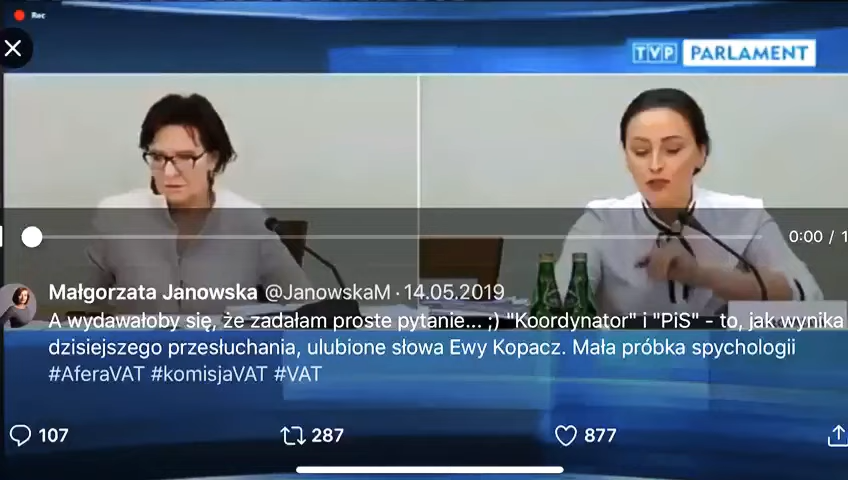 Rec
TVP PARLAMENT
0:00 / 1
Małgorzata Janowska @JanowskaM · 14.05.2019
A wydawałoby się, że zadałam proste pytanie... ;) "Koordynator" i "PiS" - to, jak wynika
dzisiejszego przesłuchania, ulubione słowa Ewy Kopacz. Mała próbka spychologii
#AferaVAT #komisjaVAT #VAT
107 287 877